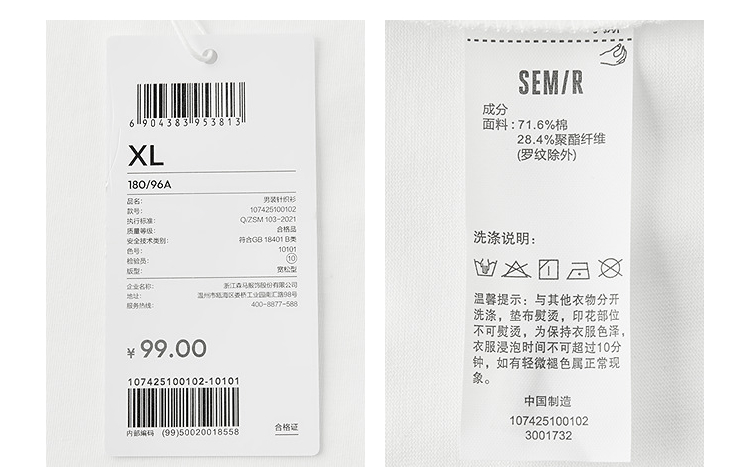 6 904383 953813
XL
180/96A
品名: 男装针织衫
款号: 107425100102
执行标准: Q/ZSM 103-2021
质量等级: 合格品
安全技术类别: 符合GB 18401 B类
色号: 10101
检验员: 10
版型: 宽松型
企业名称: 浙江森马服饰股份有限公司
地址: 温州市瓯海区娄桥工业园南汇路98号
服务热线: 400-8877-588
¥ 99.00
107425100102-10101
内部编码 (99)50020018558
合格证
SEM/R
成分
面料:71.6%棉
28.4%聚酯纤维
(罗纹除外)
洗涤说明:
温馨提示:与其他衣物分开
洗涤,垫布熨烫,印花部位
不可熨烫,为保持衣服色泽,
衣服浸泡时间不可超过10分
钟,如有轻微褪色属正常现
象。
中国制造
107425100102
3001732